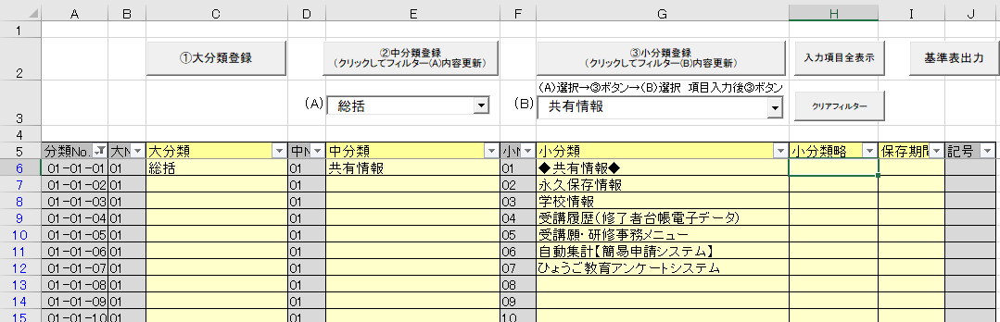 A B C D E F G H I J
1
2 ①大分類登録 ②中分類登録 ③小分類登録 入力項目全表示 基準表出力
(クリックしてフィルター(A)内容更新) (クリックしてフィルター(B)内容更新)
(A)選択→③ボタン→(B)選択 項目入力後③ボタン
3 (A) 総括 (B) 共有情報 クリアフィルター
4
5 分類No. 大N 大分類 中N 中分類 小N 小分類 小分類略 保存期間 記号
6 01-01-01 01 総括 01 共有情報 01 ◆共有情報◆
7 01-01-02 01 01 02 永久保存情報
8 01-01-03 01 01 03 学校情報
9 01-01-04 01 01 04 受講履歴(修了者台帳電子データ)
10 01-01-05 01 01 05 受講願・研修事務メニュー
11 01-01-06 01 01 06 自動集計【簡易申請システム】
12 01-01-07 01 01 07 ひょうご教育アンケートシステム
13 01-01-08 01 01 08
14 01-01-09 01 01 09
15 01-01-10 01 01 10